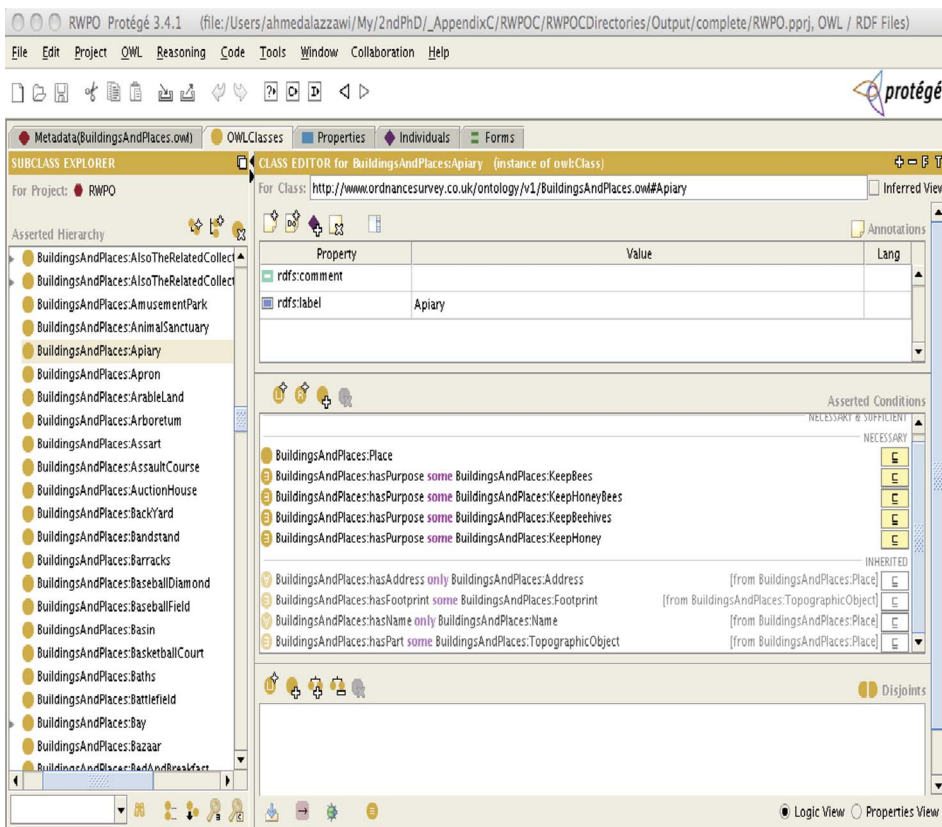 RWPO Protégé 3.4.1 (file:/Users/ahmedalazzawi/My/2ndPhD/_AppendixC/RWPOC/RWPOCDirectories/Output/complete/RWPO.pprj, OWL / RDF Files)
File Edit Project OWL Reasoning Code Tools Window Collaboration Help
protégé
Metadata(BuildingsAndPlaces.owl) OWLClasses Properties Individuals Forms
SUBCLASS EXPLORER
For Project: RWPO
Asserted Hierarchy
BuildingsAndPlaces:AlsoTheRelatedCollect
BuildingsAndPlaces:AlsoTheRelatedCollect
BuildingsAndPlaces:AmusementPark
BuildingsAndPlaces:AnimalSanctuary
BuildingsAndPlaces:Apiary
BuildingsAndPlaces:Apron
BuildingsAndPlaces:ArableLand
BuildingsAndPlaces:Arboretum
BuildingsAndPlaces:Assart
BuildingsAndPlaces:AssaultCourse
BuildingsAndPlaces:AuctionHouse
BuildingsAndPlaces:BackYard
BuildingsAndPlaces:Bandstand
BuildingsAndPlaces:Barracks
BuildingsAndPlaces:BaseballDiamond
BuildingsAndPlaces:BaseballField
BuildingsAndPlaces:Basin
BuildingsAndPlaces:BasketballCourt
BuildingsAndPlaces:Baths
BuildingsAndPlaces:Battlefield
BuildingsAndPlaces:Bay
BuildingsAndPlaces:Bazaar
BuildingsAndPlaces:BedAndBreakfast
CLASS EDITOR for BuildingsAndPlaces:Apiary (instance of owl:Class)
For Class: http://www.ordnancesurvey.co.uk/ontology/v1/BuildingsAndPlaces.owl#Apiary Inferred View
Annotations
Property Value Lang
rdfs:comment
rdfs:label Apiary
Asserted Conditions
NECESSARY & SUFFICIENT
NECESSARY
BuildingsAndPlaces:Place
BuildingsAndPlaces:hasPurpose some BuildingsAndPlaces:KeepBees
BuildingsAndPlaces:hasPurpose some BuildingsAndPlaces:KeepHoneyBees
BuildingsAndPlaces:hasPurpose some BuildingsAndPlaces:KeepBeehives
BuildingsAndPlaces:hasPurpose some BuildingsAndPlaces:KeepHoney
INHERITED
BuildingsAndPlaces:hasAddress only BuildingsAndPlaces:Address [from BuildingsAndPlaces:Place]
BuildingsAndPlaces:hasFootprint some BuildingsAndPlaces:Footprint [from BuildingsAndPlaces:TopographicObject]
BuildingsAndPlaces:hasName only BuildingsAndPlaces:Name [from BuildingsAndPlaces:Place]
BuildingsAndPlaces:hasPart some BuildingsAndPlaces:TopographicObject [from BuildingsAndPlaces:Place]
Disjoints
Logic View Properties View